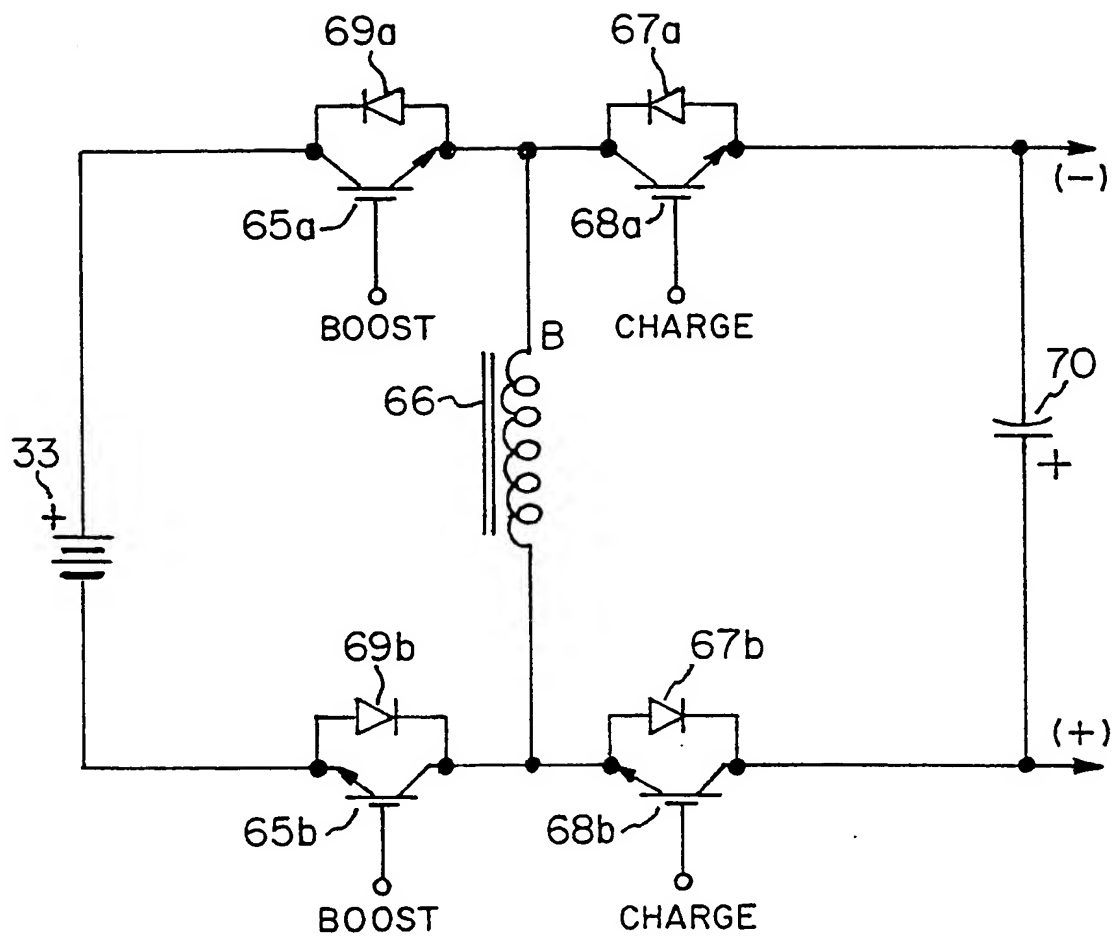 69a
67a
(-)
65a
68a
BOOST
CHARGE
B
66
70
33
+
+
69b
67b
(+)
65b
68b
BOOST
CHARGE